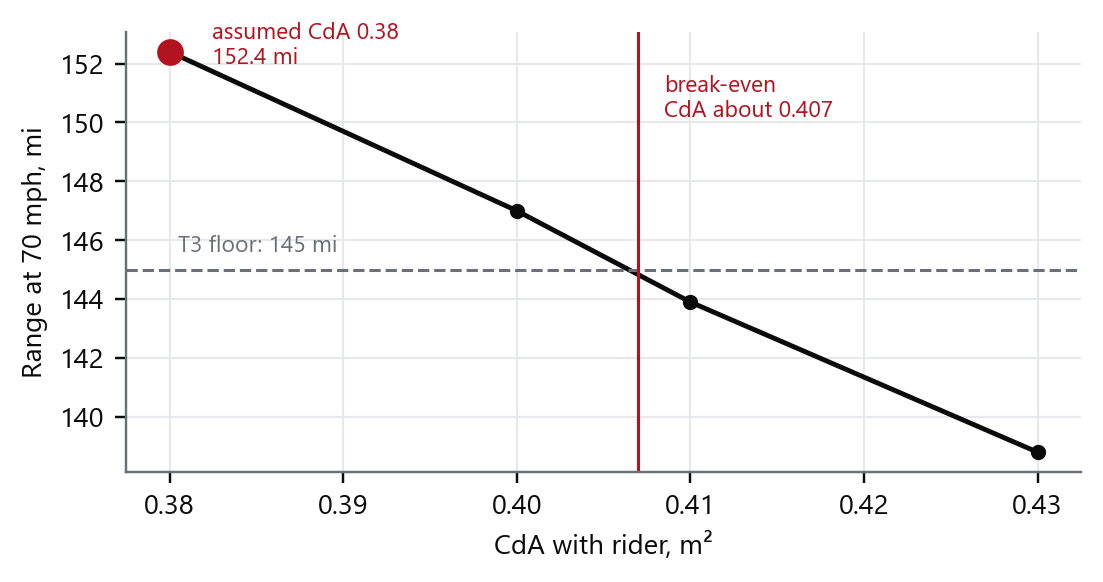 assumed CdA 0.38
152.4 mi
break-even
CdA about 0.407
T3 floor: 145 mi
Range at 70 mph, mi
152
150
148
146
144
142
140
0.38
0.39
0.40
0.41
0.42
0.43
CdA with rider, m²